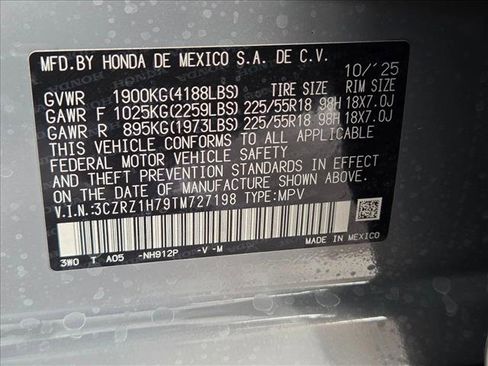 MFD.BY HONDA DE MEXICO S.A. DE C.V.
10/'25
GVWR 1900KG(4188LBS) TIRE SIZE RIM SIZE
GAWR F 1025KG(2259LBS) 225/55R18 98H 18X7.0J
GAWR R 895KG(1973LBS) 225/55R18 98H 18X7.0J
THIS VEHICLE CONFORMS TO ALL APPLICABLE
FEDERAL MOTOR VEHICLE SAFETY
STANDARDS IN EFFECT ON THE DATE OF
MANUFACTURE SHOWN ABOVE.
V.I.N.:3CZRZ1H79TM727198 TYPE:MPV
3W0 T A05 -NH912P -V -M
MADE IN MEXICO